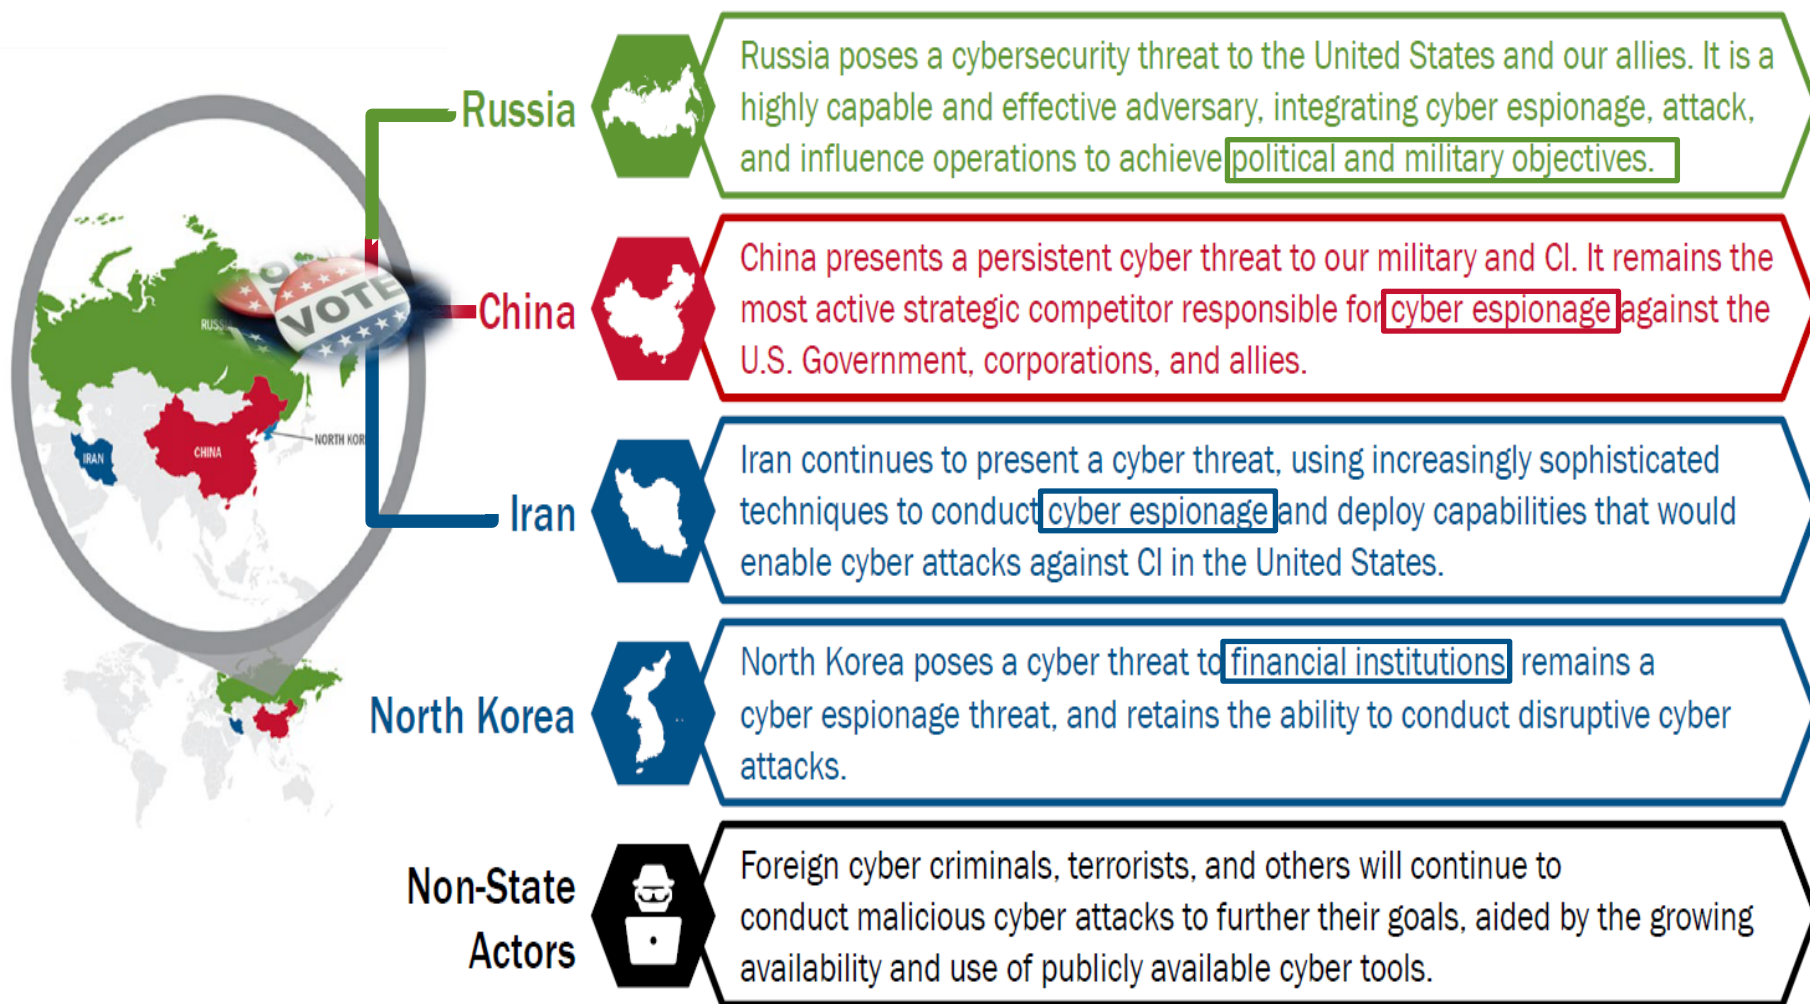 Russia
Russia poses a cybersecurity threat to the United States and our allies. It is a
highly capable and effective adversary, integrating cyber espionage, attack,
and influence operations to achieve political and military objectives.
China
China presents a persistent cyber threat to our military and CI. It remains the
most active strategic competitor responsible for cyber espionage against the
U.S. Government, corporations, and allies.
Iran
Iran continues to present a cyber threat, using increasingly sophisticated
techniques to conduct cyber espionage and deploy capabilities that would
enable cyber attacks against CI in the United States.
North Korea
North Korea poses a cyber threat to financial institutions remains a
cyber espionage threat, and retains the ability to conduct disruptive cyber
attacks.
Non-State
Actors
Foreign cyber criminals, terrorists, and others will continue to
conduct malicious cyber attacks to further their goals, aided by the growing
availability and use of publicly available cyber tools.
VOTE
IRAN
CHINA
NORTH KOR